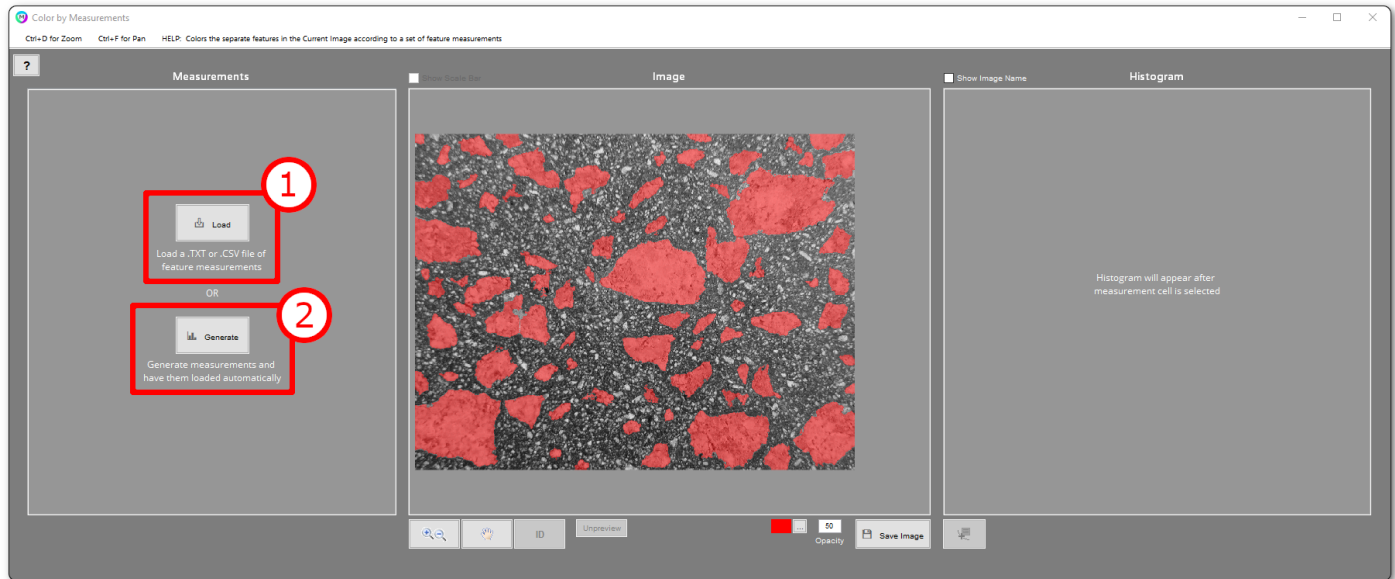 Color by Measurements
Ctrl+D for Zoom Ctrl+F for Pan HELP: Colors the separate features in the Current Image according to a set of feature measurements
?
Measurements
Show Scale Bar
Image
Show Image Name
Histogram
1
Load
Load a .TXT or .CSV file of
feature measurements
OR
2
Generate
Generate measurements and
have them loaded automatically
Histogram will appear after
measurement cell is selected
ID
Unpreview
...
50
Opacity
Save Image